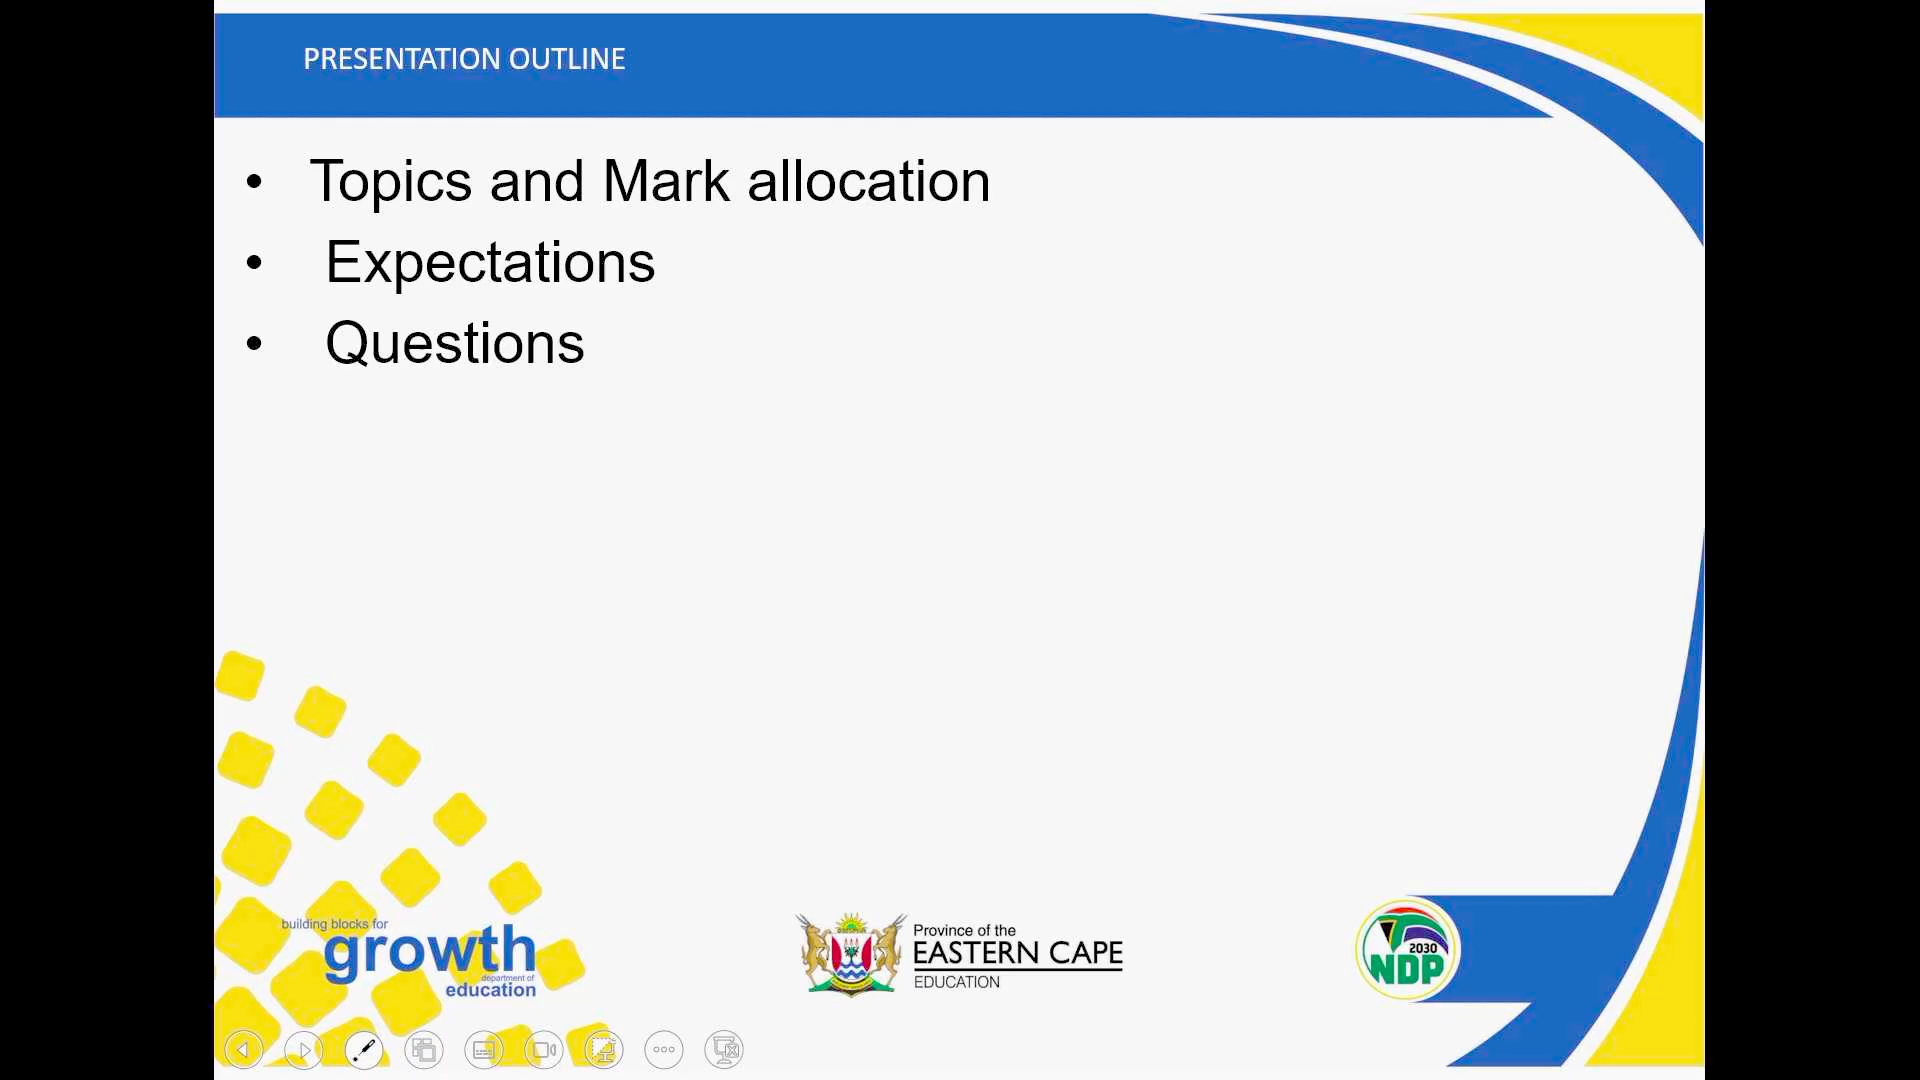 PRESENTATION OUTLINE
• Topics and Mark allocation
• Expectations
• Questions
building blocks for
growth
department of
education
Province of the
EASTERN CAPE
EDUCATION
2030
NDP